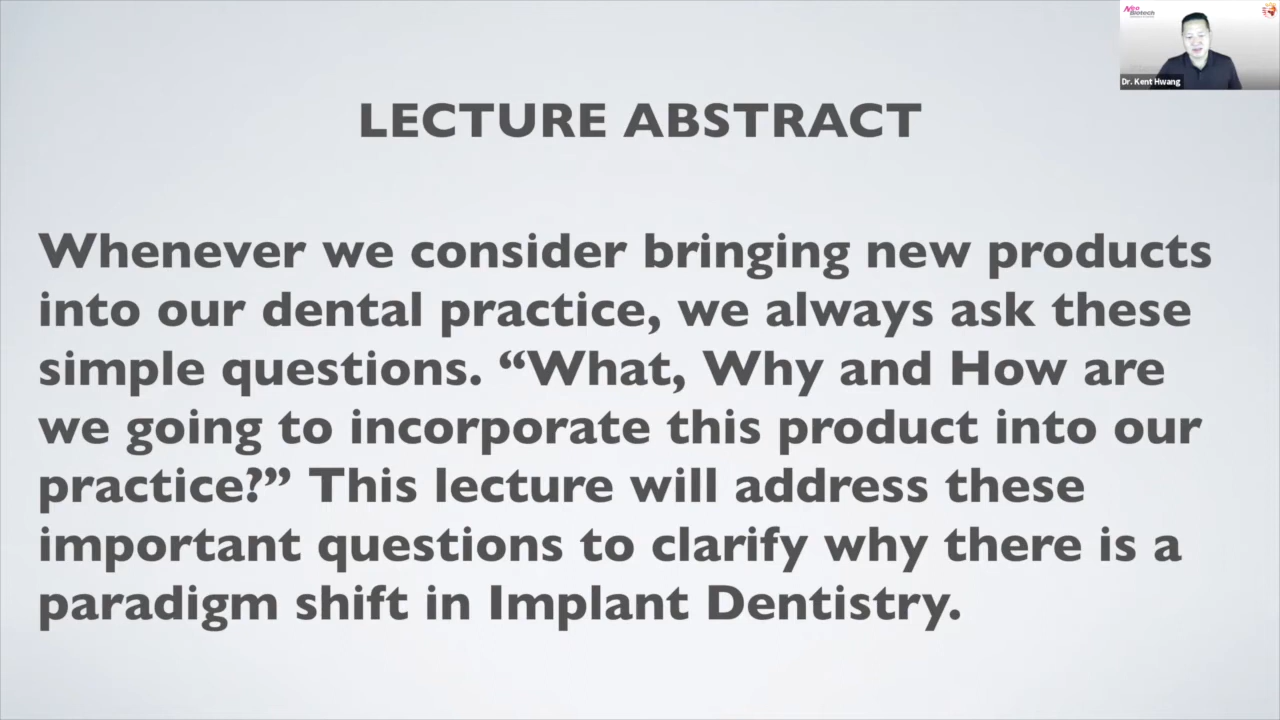 Neo
Biotech
Dr. Kent Hwang
LECTURE ABSTRACT
Whenever we consider bringing new products
into our dental practice, we always ask these
simple questions. “What, Why and How are
we going to incorporate this product into our
practice?” This lecture will address these
important questions to clarify why there is a
paradigm shift in Implant Dentistry.